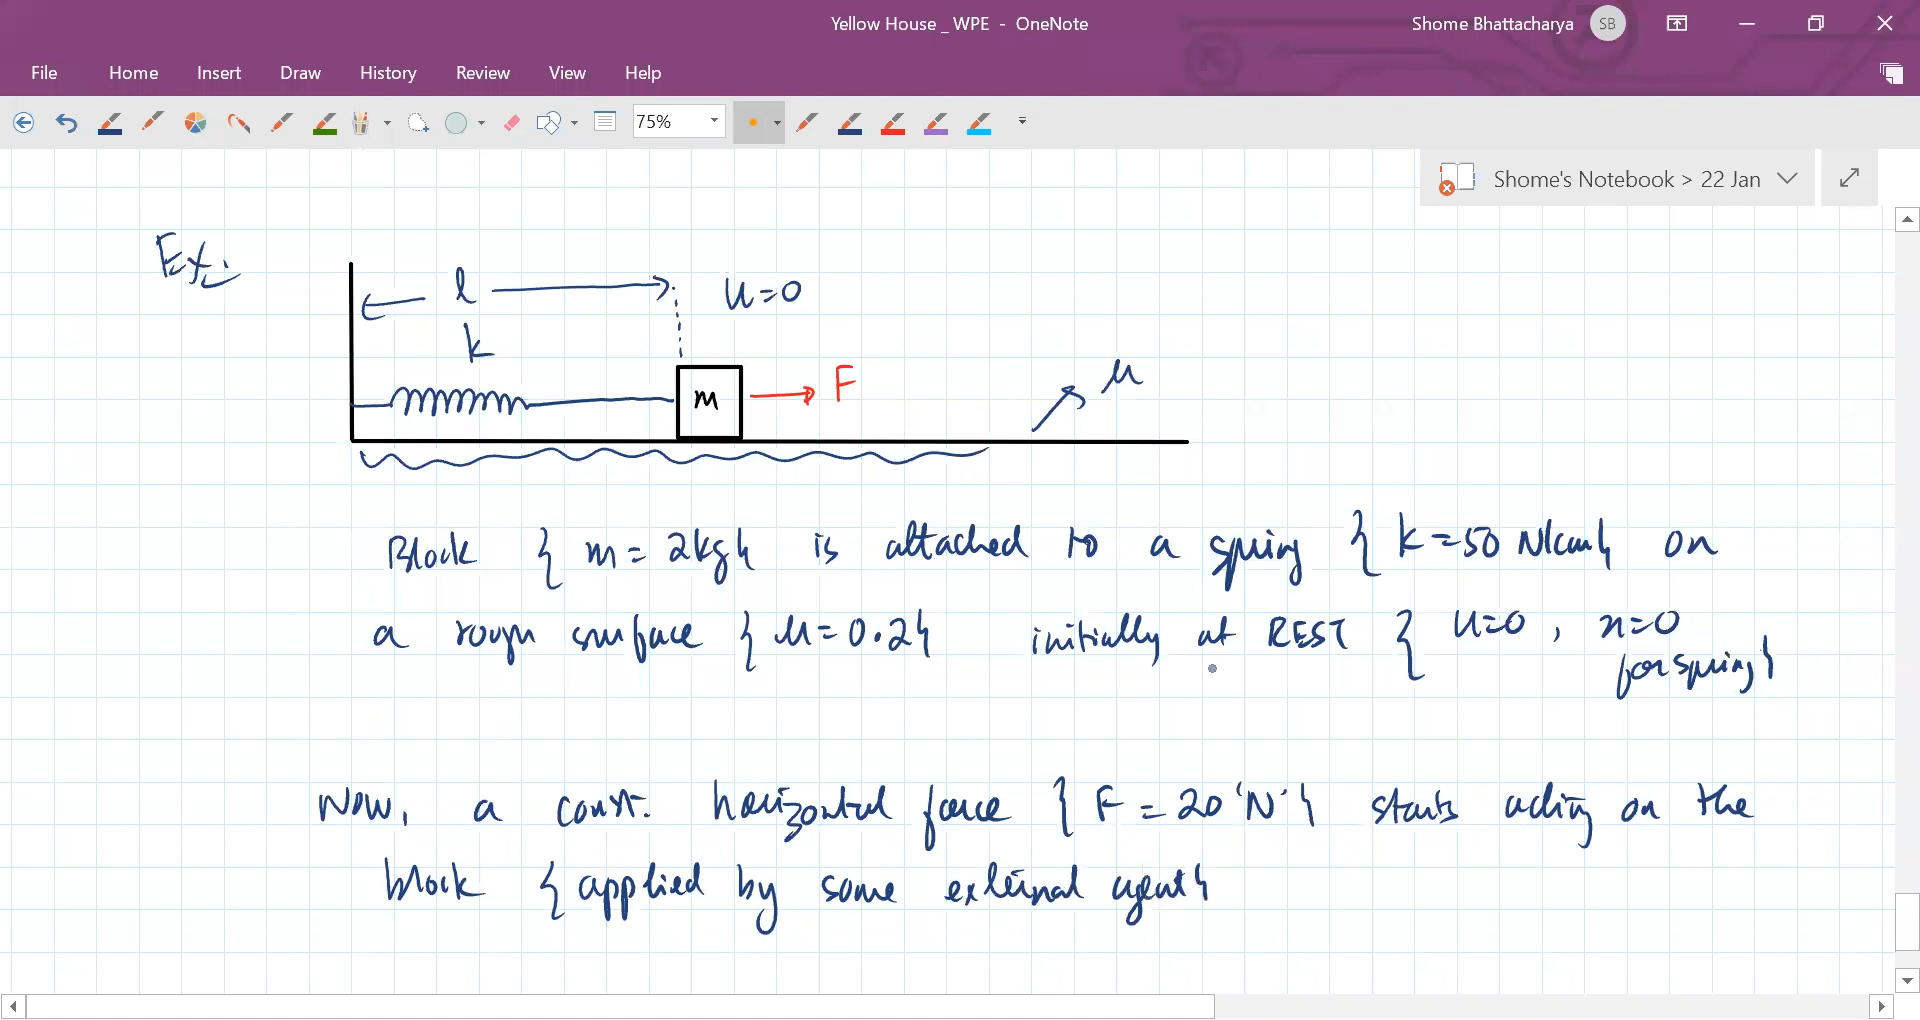 Yellow House _ WPE - OneNote
Shome Bhattacharya SB
File Home Insert Draw History Review View Help
75%
Shome's Notebook > 22 Jan
Ex:
l u=0
k
m F μ
Block { m = 2kg} is attached to a spring { k=50 N/cm} on
a rough surface { μ=0.2} initially at REST { u=0 , x=0
for spring}
Now, a const. horizontal force { F = 20 'N'} starts acting on the
block { applied by some external agent}